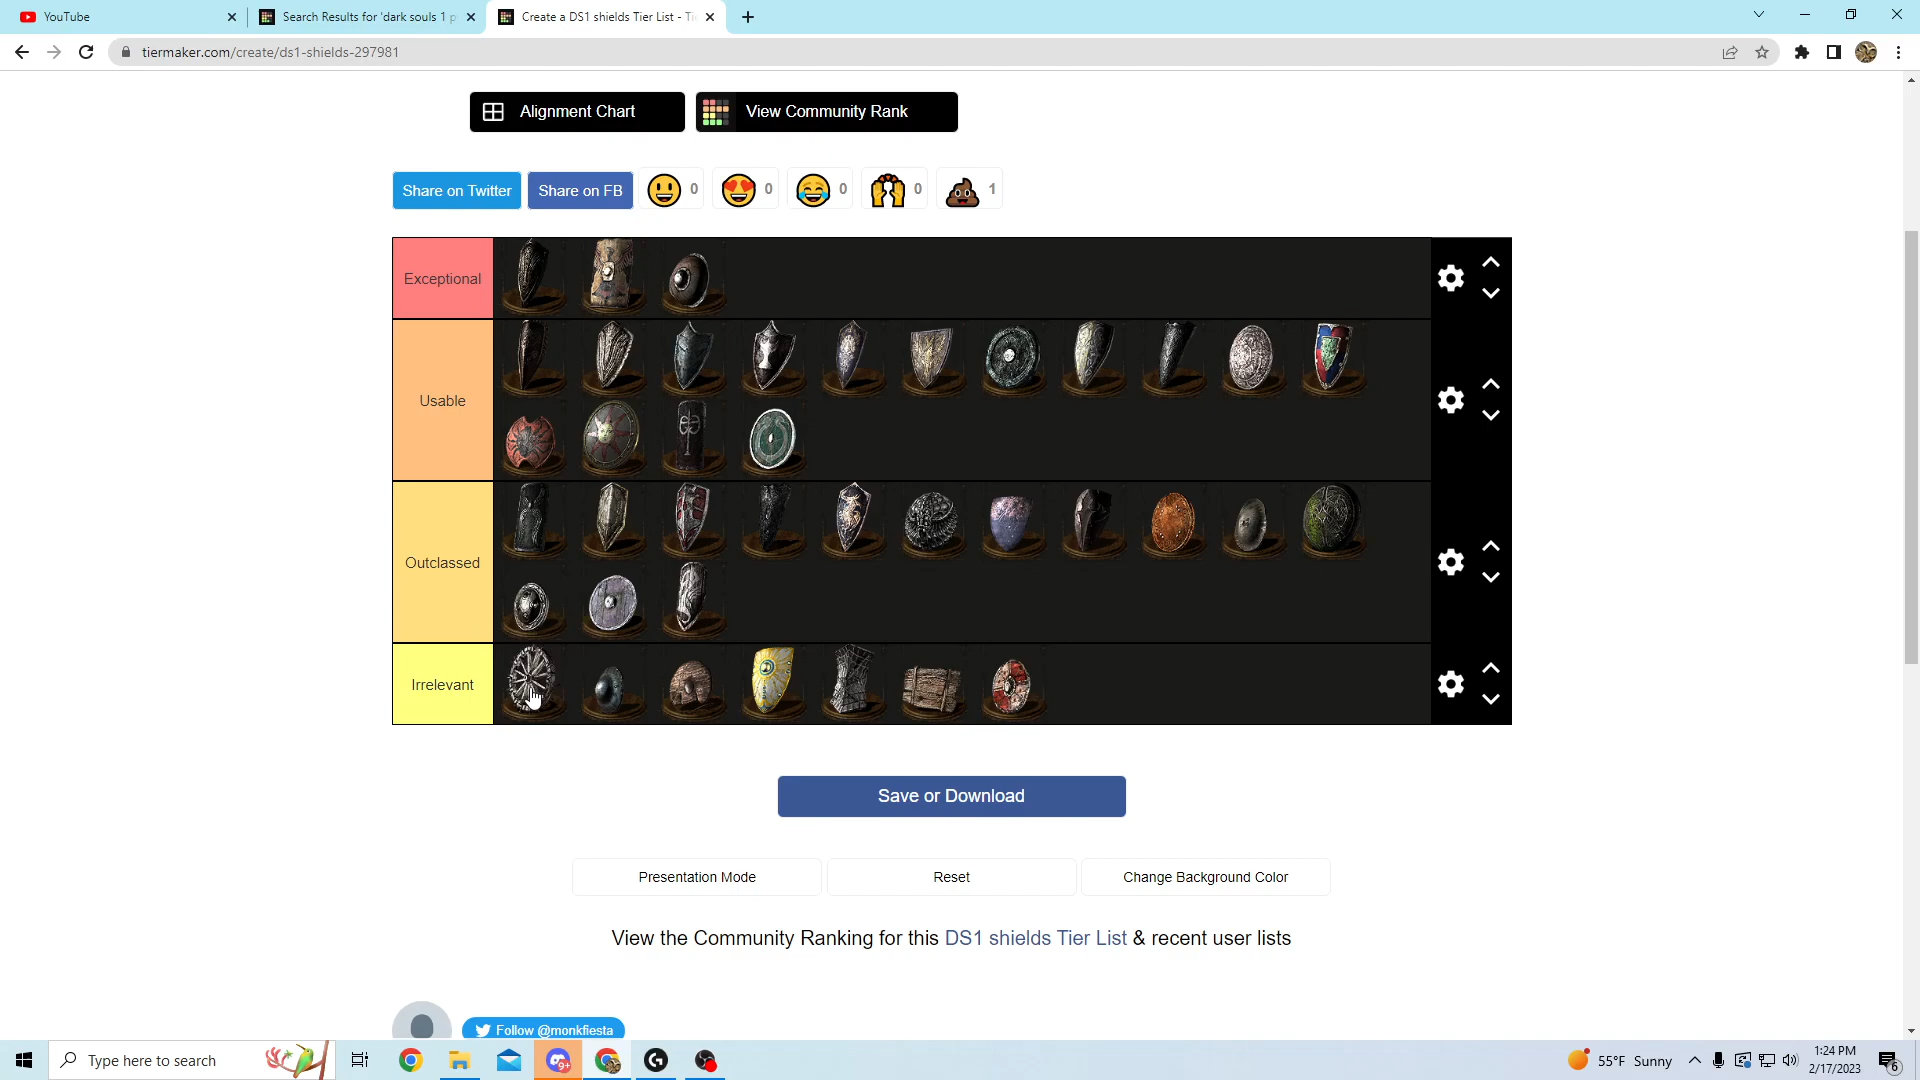 YouTube
Search Results for 'dark souls 1 p
Create a DS1 shields Tier List - Ti
tiermaker.com/create/ds1-shields-297981
Alignment Chart
View Community Rank
Share on Twitter
Share on FB
0
0
0
0
1
Exceptional
Usable
Outclassed
Irrelevant
Save or Download
Presentation Mode
Reset
Change Background Color
View the Community Ranking for this DS1 shields Tier List & recent user lists
Follow @monkfiesta
Type here to search
9+
55°F Sunny
1:24 PM
2/17/2023
6